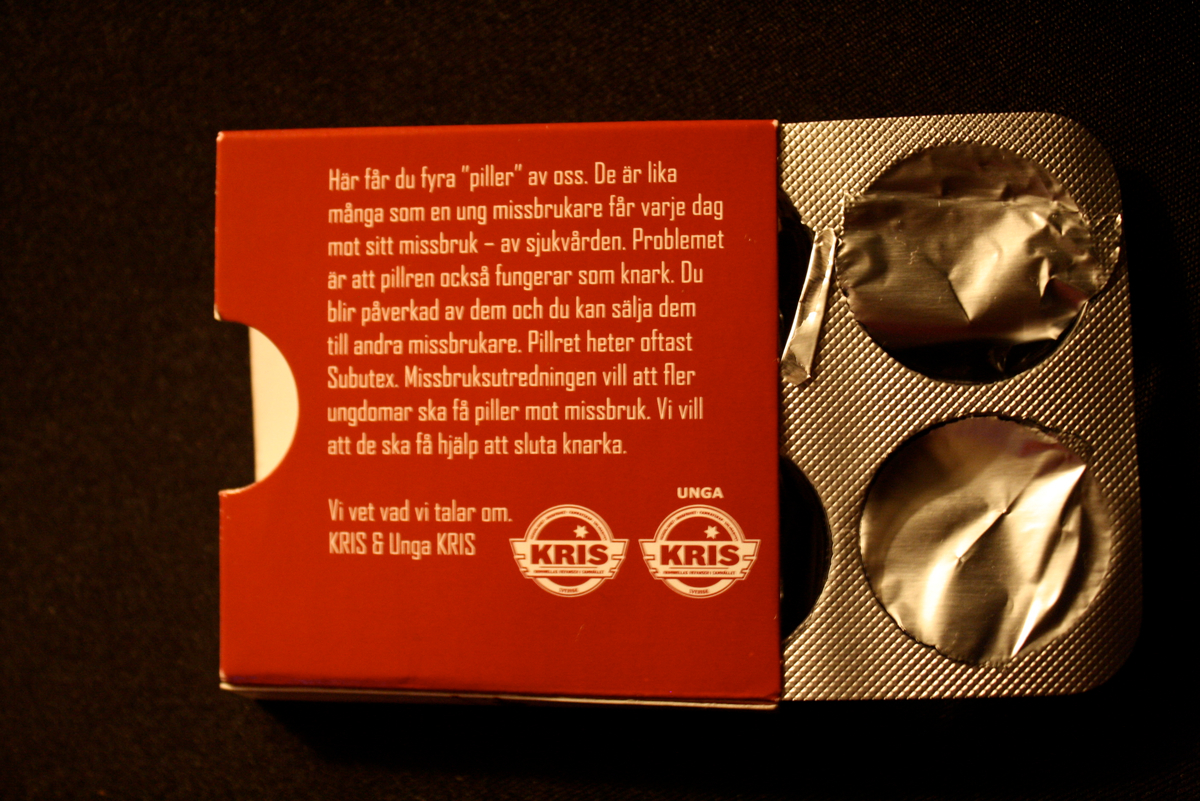 Här får du fyra "piller" av oss. De är lika
många som en ung missbrukare får varje dag
mot sitt missbruk – av sjukvården. Problemet
är att pillren också fungerar som knark. Du
blir påverkad av dem och du kan sälja dem
till andra missbrukare. Pillret heter oftast
Subutex. Missbruksutredningen vill att fler
ungdomar ska få piller mot missbruk. Vi vill
att de ska få hjälp att sluta knarka.
Vi vet vad vi talar om.
KRIS & Unga KRIS
KRIS
UNGA
KRIS